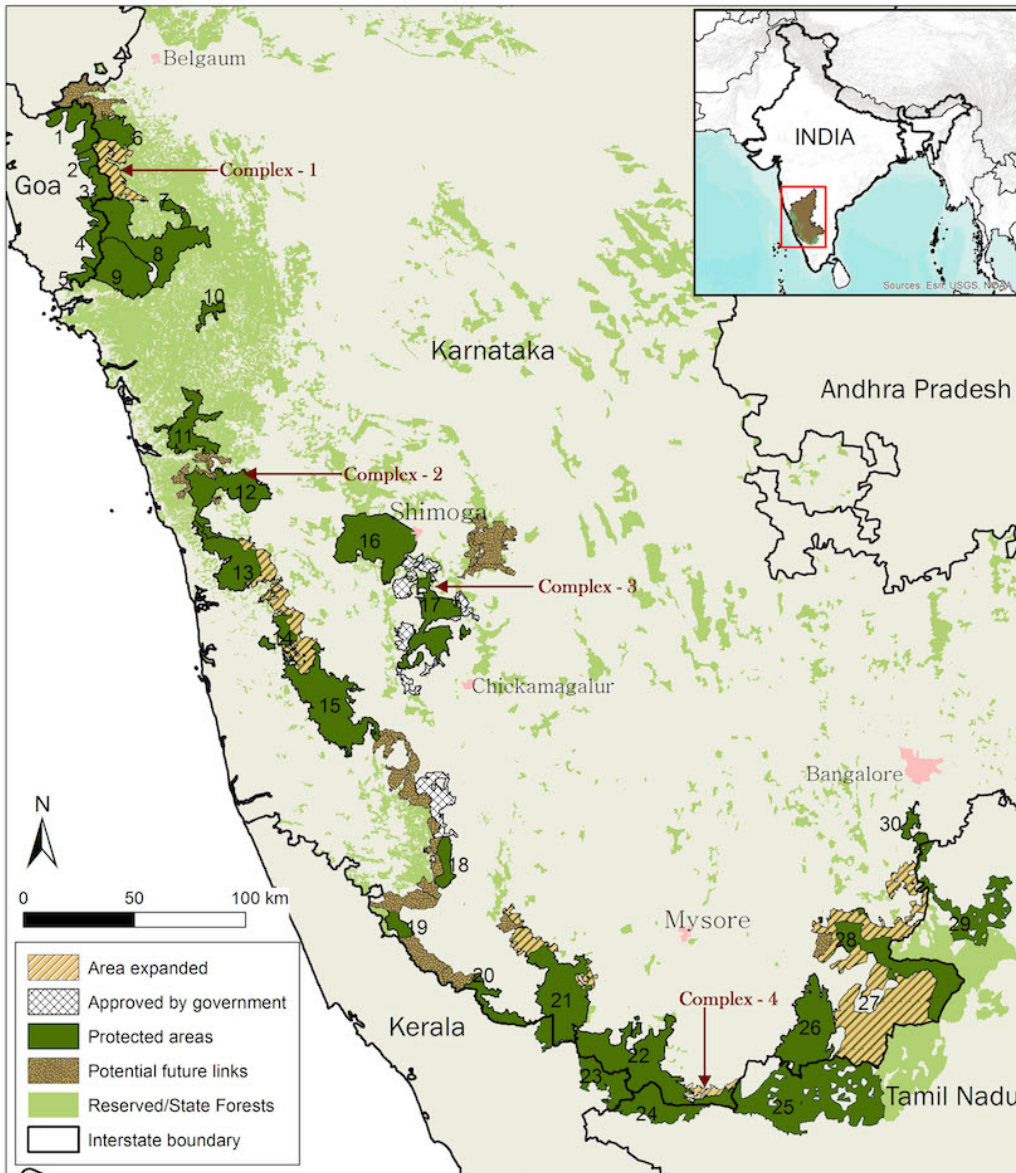 Belgaum
INDIA
Sources: Esri, USGS, NOAA
1
6
2
Complex - 1
Goa
3
7
4
8
5
9
10
Karnataka
Andhra Pradesh
11
Complex - 2
12
Shimoga
16
13
Complex - 3
17
14
Chickamagalur
15
Bangalore
N
30
18
0 50 100 km
19
Mysore
29
28
20
Area expanded
Approved by government
Protected areas
Potential future links
Reserved/State Forests
Interstate boundary
21
Complex - 4
27
Kerala
26
22
23
24
25
Tamil Nadu